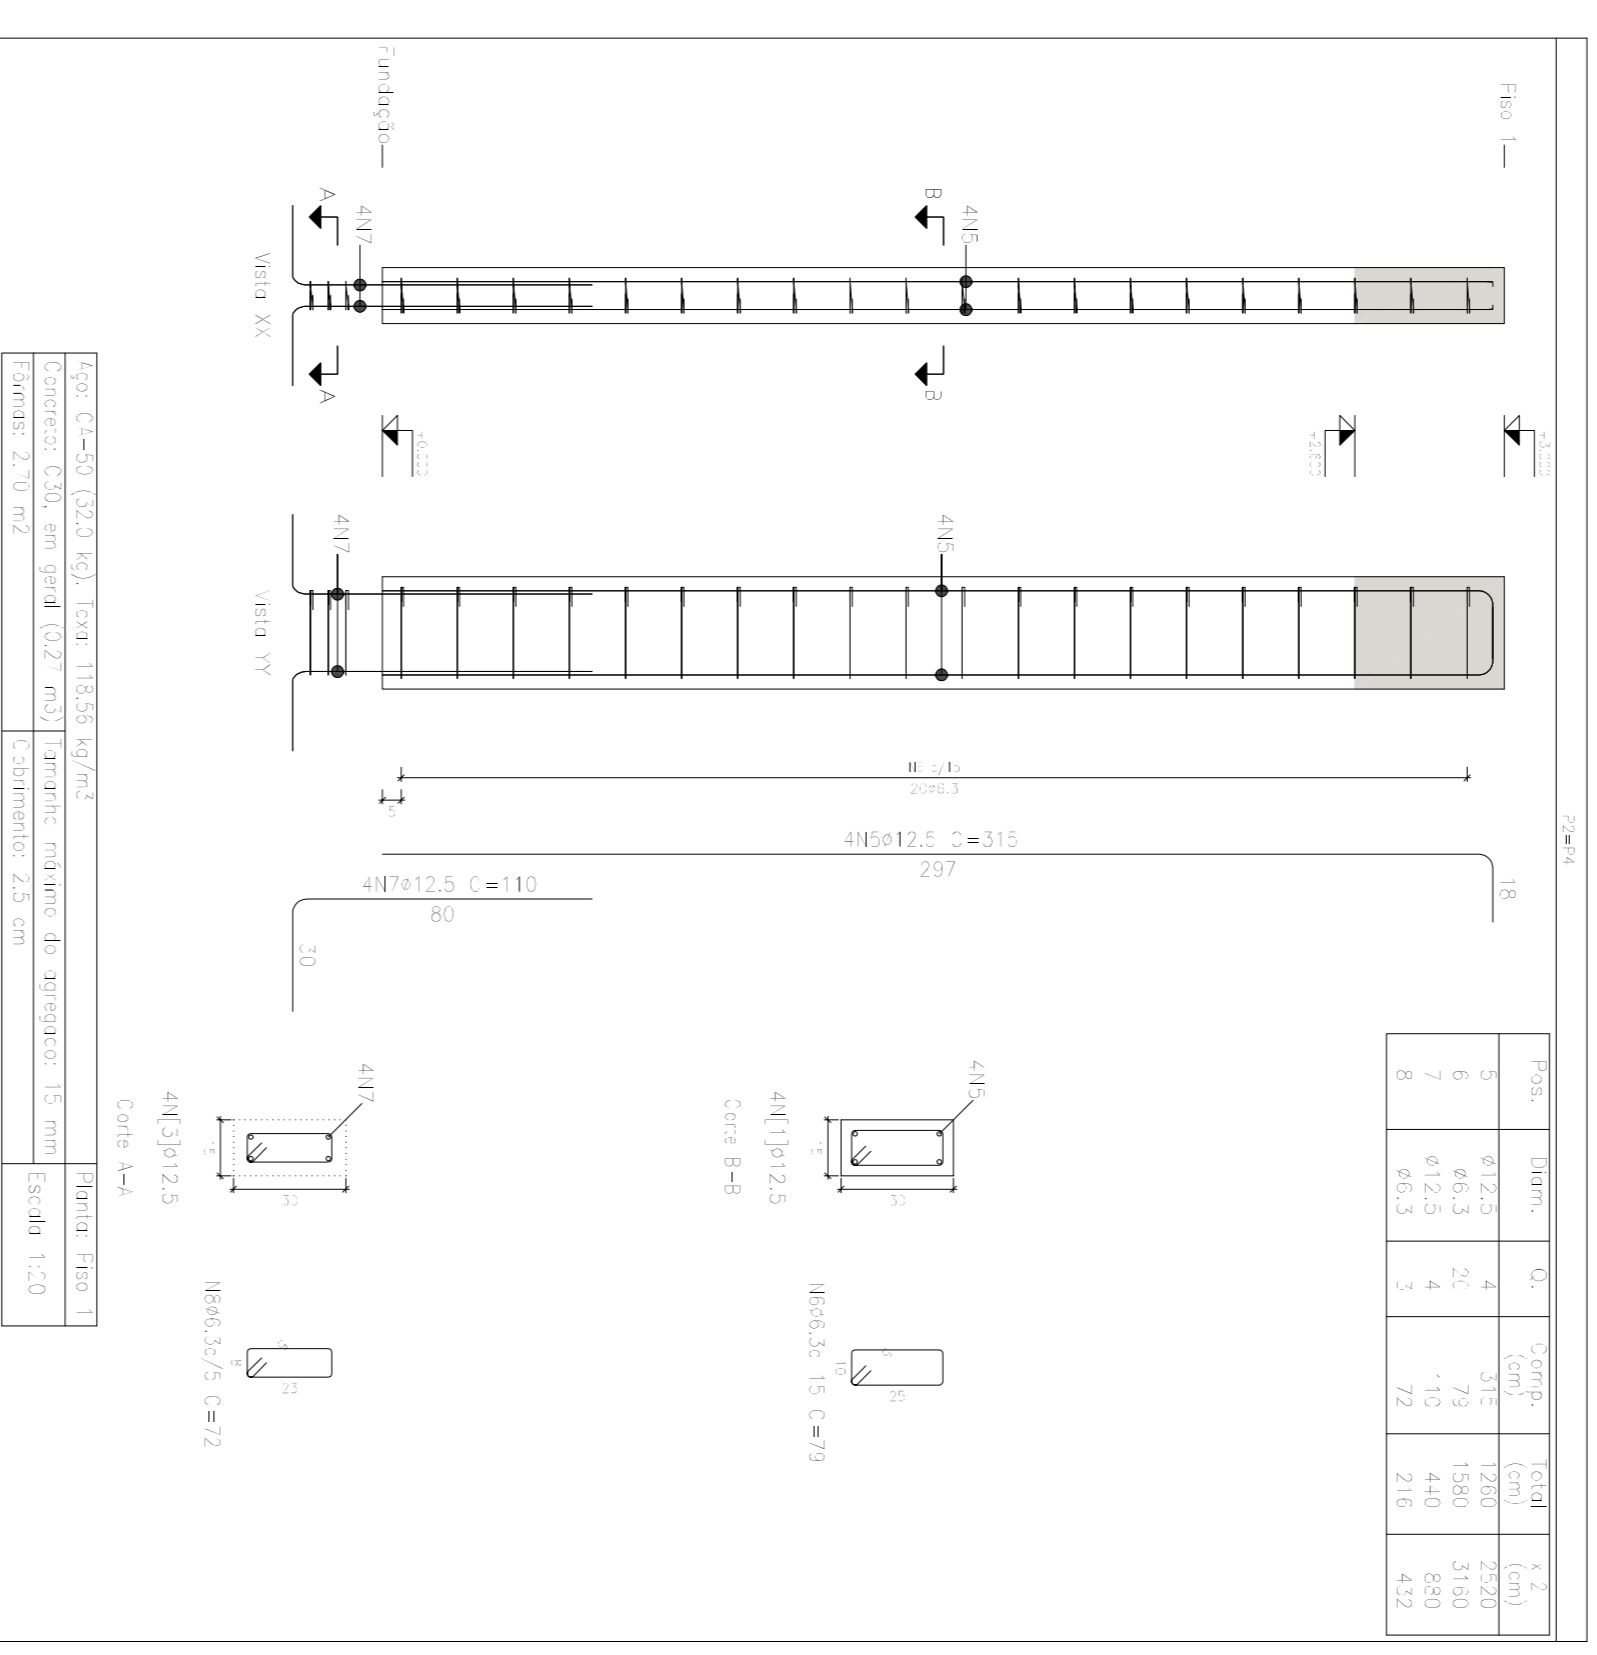 P2=P4
Piso 1
Fundação
A
A
B
B
4N7
4N5
Vista XX
4N7
4N5
Vista YY
20ø6.3
5
4N5ø12.5 C=315
297
18
4N7ø12.5 C=110
80
30
Pos. Diam. Q. Comp. (cm) Total (cm) x 2 (cm)
5 ø12.5 4 315 1260 2520
6 ø6.3 20 79 1580 3160
7 ø12.5 4 110 440 880
8 ø6.3 3 72 216 432
4N5
15
30
4N[1]ø12.5
Corte B-B
10
25
N6ø6.3c 15 C=79
4N7
15
30
4N[3]ø12.5
Corte A-A
8
23
N8ø6.3c/5 C=72
Aço: CA-50 (32.0 kg). Taxa: 118.56 kg/m3
Planta: Piso 1
Concreto: C30, em geral (0.27 m3)
Tamanho máximo do agregado: 15 mm
Escala 1:20
Fôrmas: 2.70 m2
Cobrimento: 2.5 cm